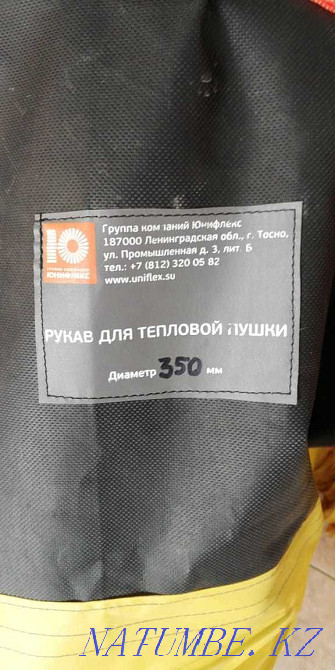 Группа компаний Юнифлекс
187000 Ленинградская обл., г. Тосно,
ул. Промышленная д. 3, лит. Б
тел.: +7 (812) 320 05 82
www.uniflex.su
ЮНИФЛЕКС
РУКАВ ДЛЯ ТЕПЛОВОЙ ПУШКИ
Диаметр 350 мм
NATUMBE.KZ